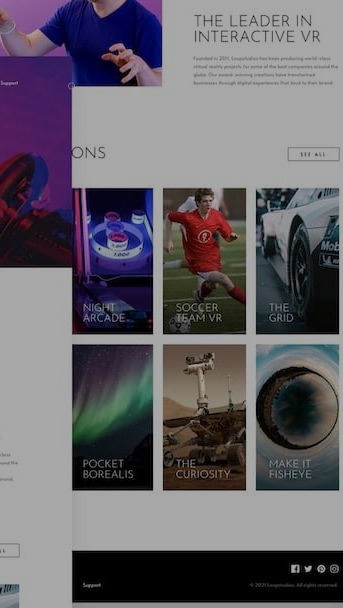 THE LEADER IN
INTERACTIVE VR
Founded in 2011, Loopstudios has been producing world-class
virtual reality projects for some of the best companies around the
globe. Our award-winning creations have transformed
businesses through digital experiences that bind to their brand.
Support
ONS
SEE ALL
NIGHT
ARCADE
SOCCER
TEAM VR
THE
GRID
POCKET
BOREALIS
THE
CURIOSITY
MAKE IT
FISHEYE
Support
© 2021 Loopstudios. All rights reserved.